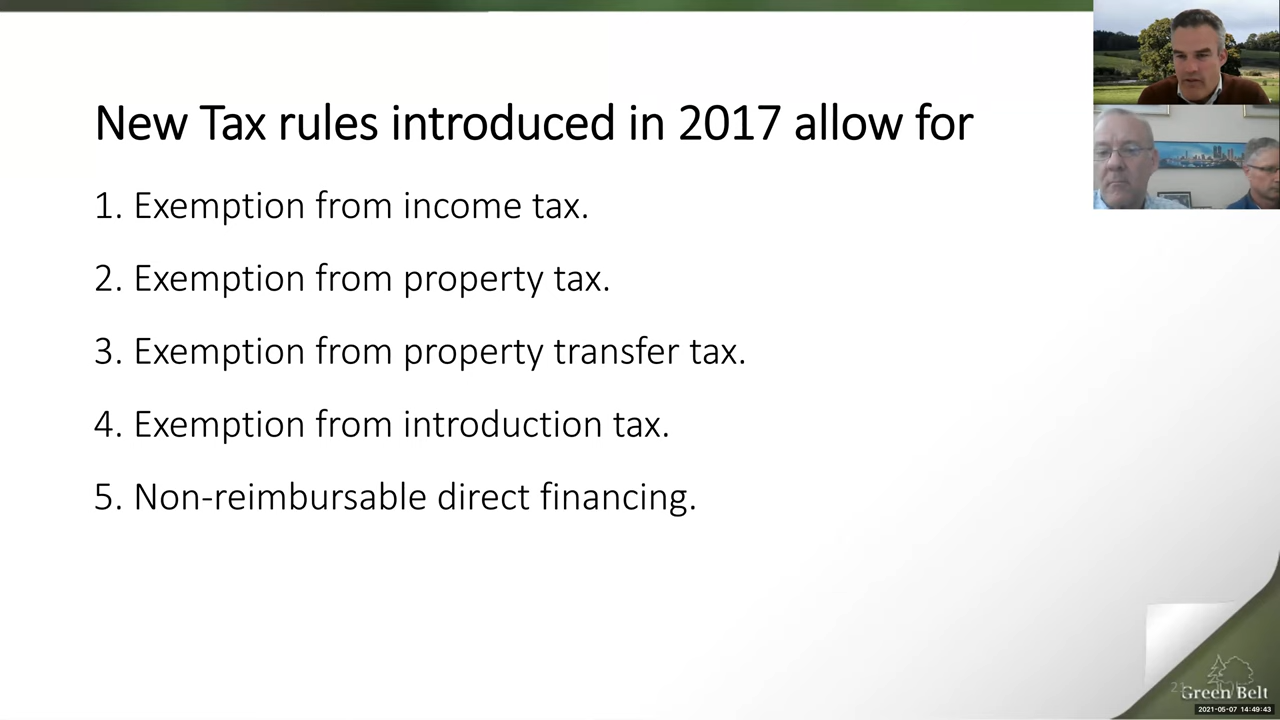 New Tax rules introduced in 2017 allow for
1. Exemption from income tax.
2. Exemption from property tax.
3. Exemption from property transfer tax.
4. Exemption from introduction tax.
5. Non-reimbursable direct financing.
Green Belt
2021-05-07 14:49:43